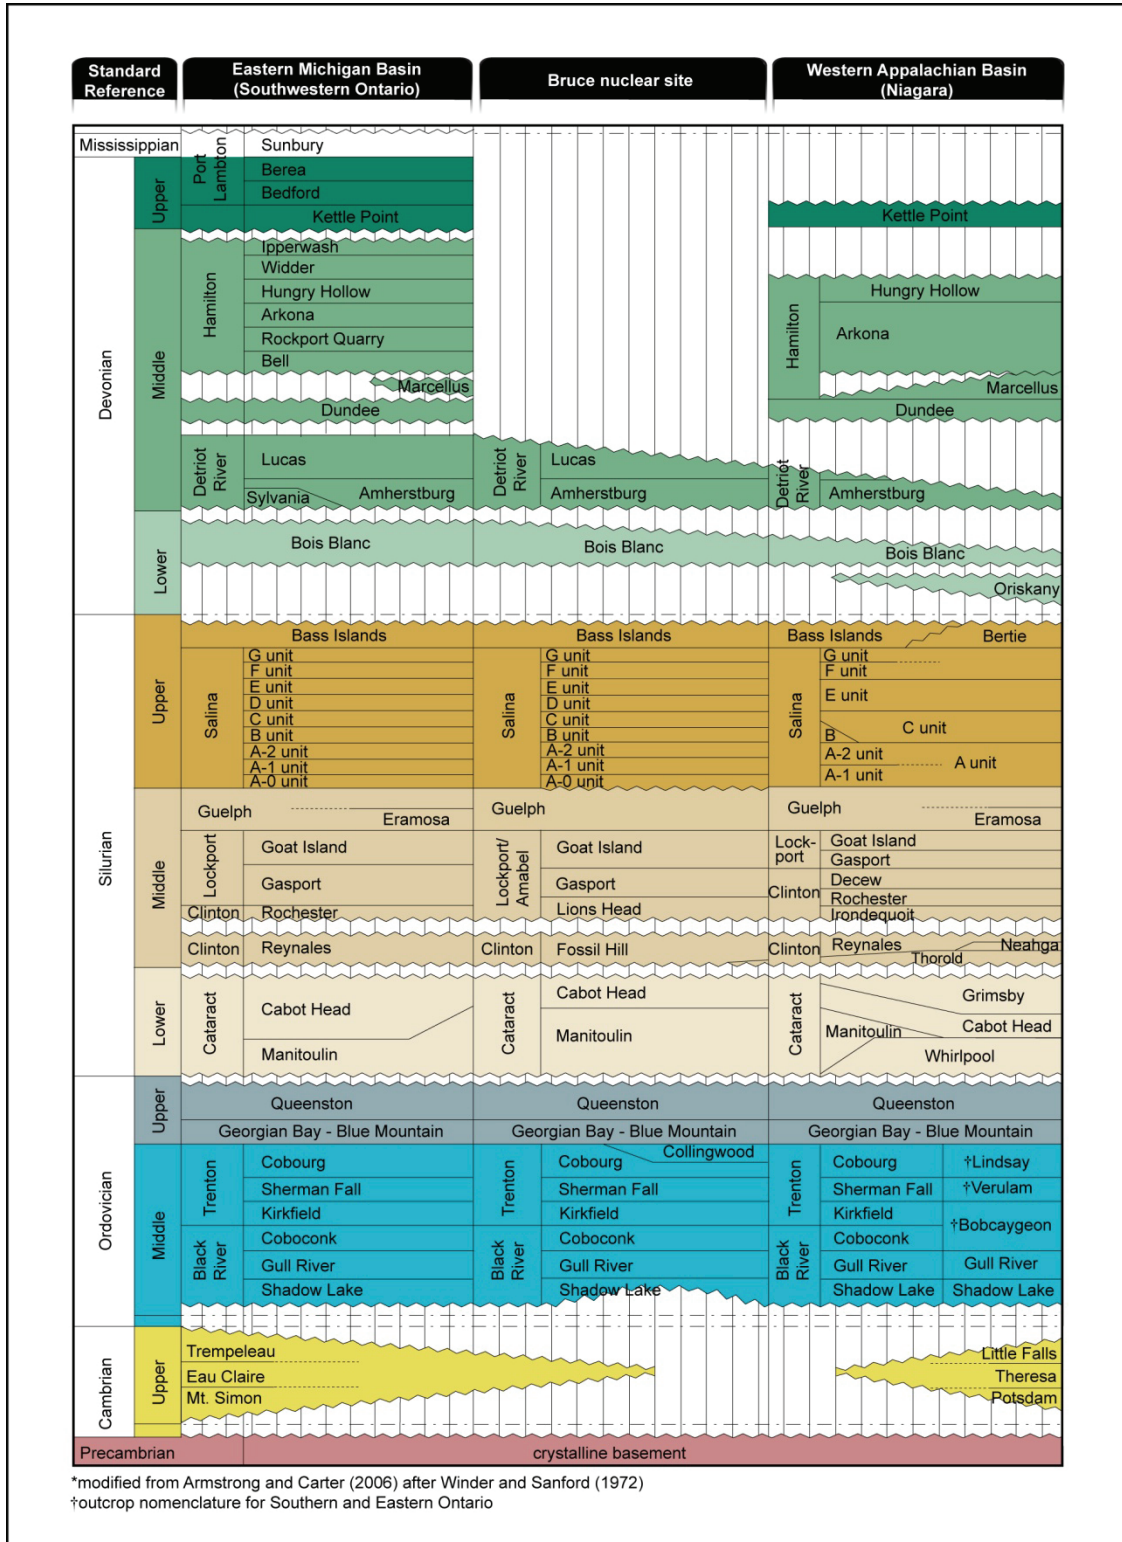 Standard
Reference
Eastern Michigan Basin
(Southwestern Ontario)
Bruce nuclear site
Western Appalachian Basin
(Niagara)
Mississippian
Devonian
Upper
Middle
Lower
Silurian
Upper
Middle
Lower
Ordovician
Upper
Middle
Cambrian
Upper
Precambrian
Port
Lambton
Sunbury
Berea
Bedford
Kettle Point
Hamilton
Ipperwash
Widder
Hungry Hollow
Arkona
Rockport Quarry
Bell
Marcellus
Dundee
Detriot
River
Lucas
Sylvania
Amherstburg
Bois Blanc
Bass Islands
Salina
G unit
F unit
E unit
D unit
C unit
B unit
A-2 unit
A-1 unit
A-0 unit
Guelph
Eramosa
Lockport
Goat Island
Gasport
Clinton
Rochester
Clinton
Reynales
Cataract
Cabot Head
Manitoulin
Queenston
Georgian Bay - Blue Mountain
Trenton
Cobourg
Sherman Fall
Kirkfield
Black
River
Coboconk
Gull River
Shadow Lake
Trempeleau
Eau Claire
Mt. Simon
Detriot
River
Lucas
Amherstburg
Bois Blanc
Bass Islands
Salina
G unit
F unit
E unit
D unit
C unit
B unit
A-2 unit
A-1 unit
A-0 unit
Guelph
Lockport/
Amabel
Goat Island
Gasport
Lions Head
Clinton
Fossil Hill
Cataract
Cabot Head
Manitoulin
Queenston
Georgian Bay - Blue Mountain
Collingwood
Trenton
Cobourg
Sherman Fall
Kirkfield
Black
River
Coboconk
Gull River
Shadow Lake
Kettle Point
Hamilton
Hungry Hollow
Arkona
Marcellus
Dundee
Detriot
River
Amherstburg
Bois Blanc
Oriskany
Bass Islands
Bertie
Salina
G unit
F unit
E unit
B
C unit
A-2 unit
A-1 unit
A unit
Guelph
Eramosa
Lock-
port
Goat Island
Gasport
Clinton
Decew
Rochester
Irondequoit
Clinton
Reynales
Neahga
Thorold
Cataract
Grimsby
Cabot Head
Manitoulin
Whirlpool
Queenston
Georgian Bay - Blue Mountain
Trenton
Cobourg
†Lindsay
Sherman Fall
†Verulam
Kirkfield
†Bobcaygeon
Black
River
Coboconk
Gull River
Gull River
Shadow Lake
Shadow Lake
Little Falls
Theresa
Potsdam
crystalline basement
*modified from Armstrong and Carter (2006) after Winder and Sanford (1972)
†outcrop nomenclature for Southern and Eastern Ontario